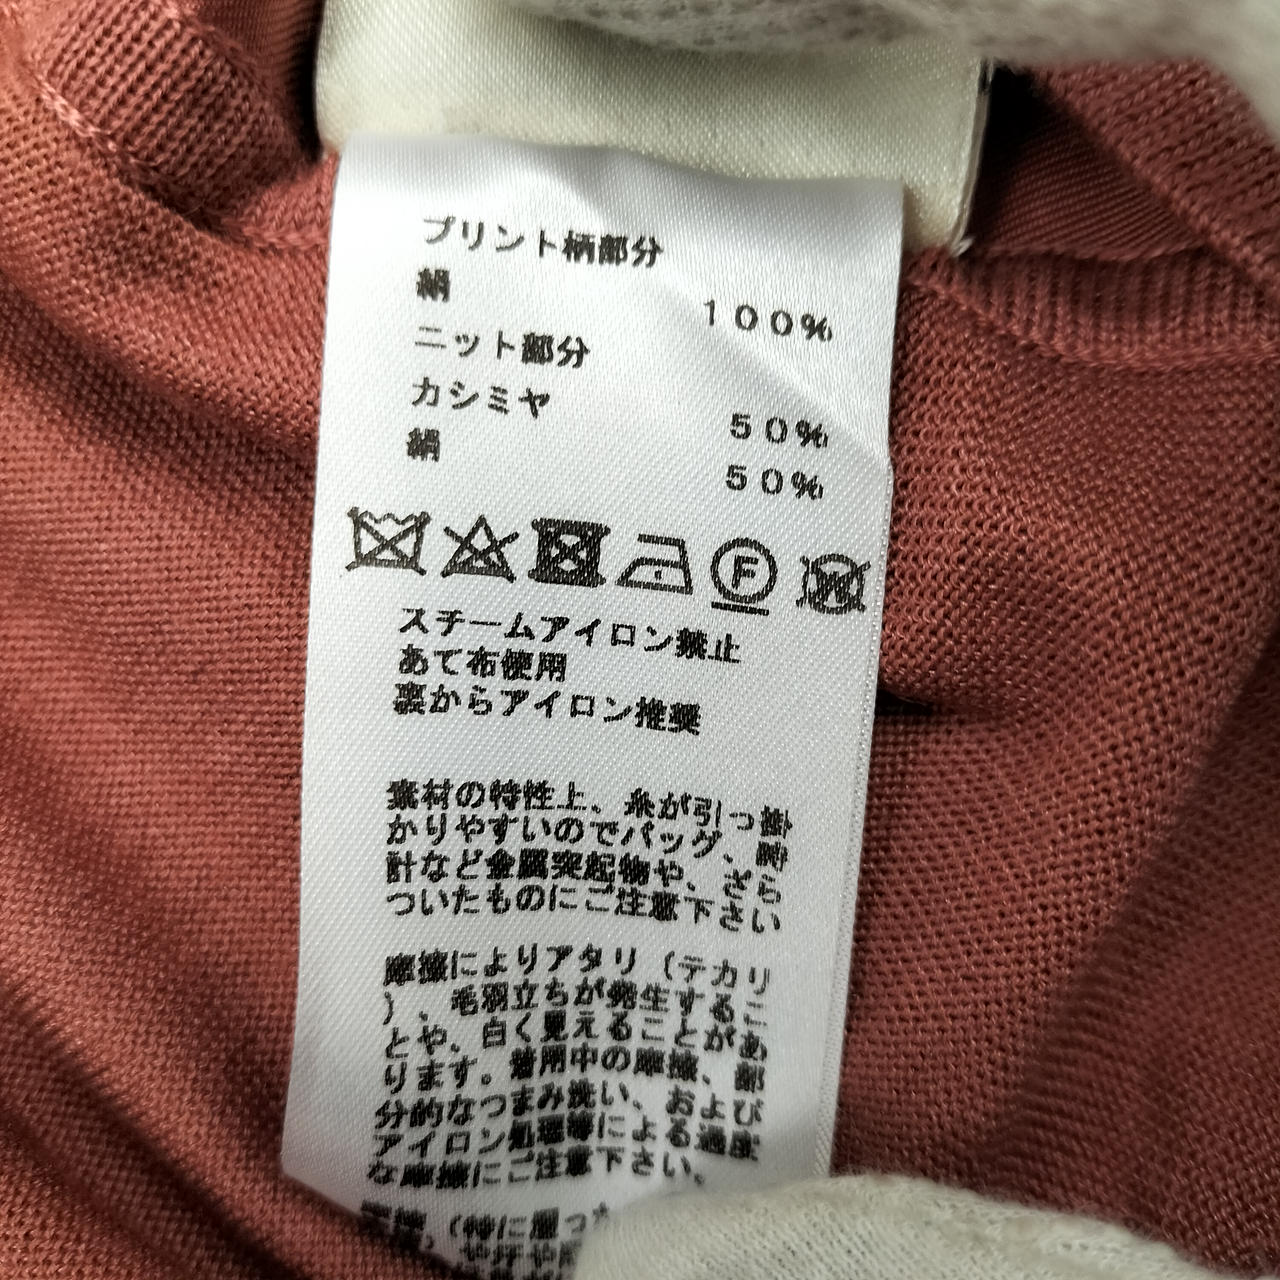 プリント柄部分
絹 100%
ニット部分
カシミヤ 50%
絹 50%
F W
スチームアイロン禁止
あて布使用
裏からアイロン推奨
素材の特性上、糸が引っ掛
かりやすいのでバッグ、時
計など金属突起物や、ざら
ついたものにご注意下さい
摩擦によりアタリ（テカリ
）、毛羽立ちが発生するこ
とや、白く見えることがあ
ります。着用中の摩擦、部
分的なつまみ洗い、および
アイロン処理等による過度
な摩擦にご注意下さい。
（特に湿った
や汗や